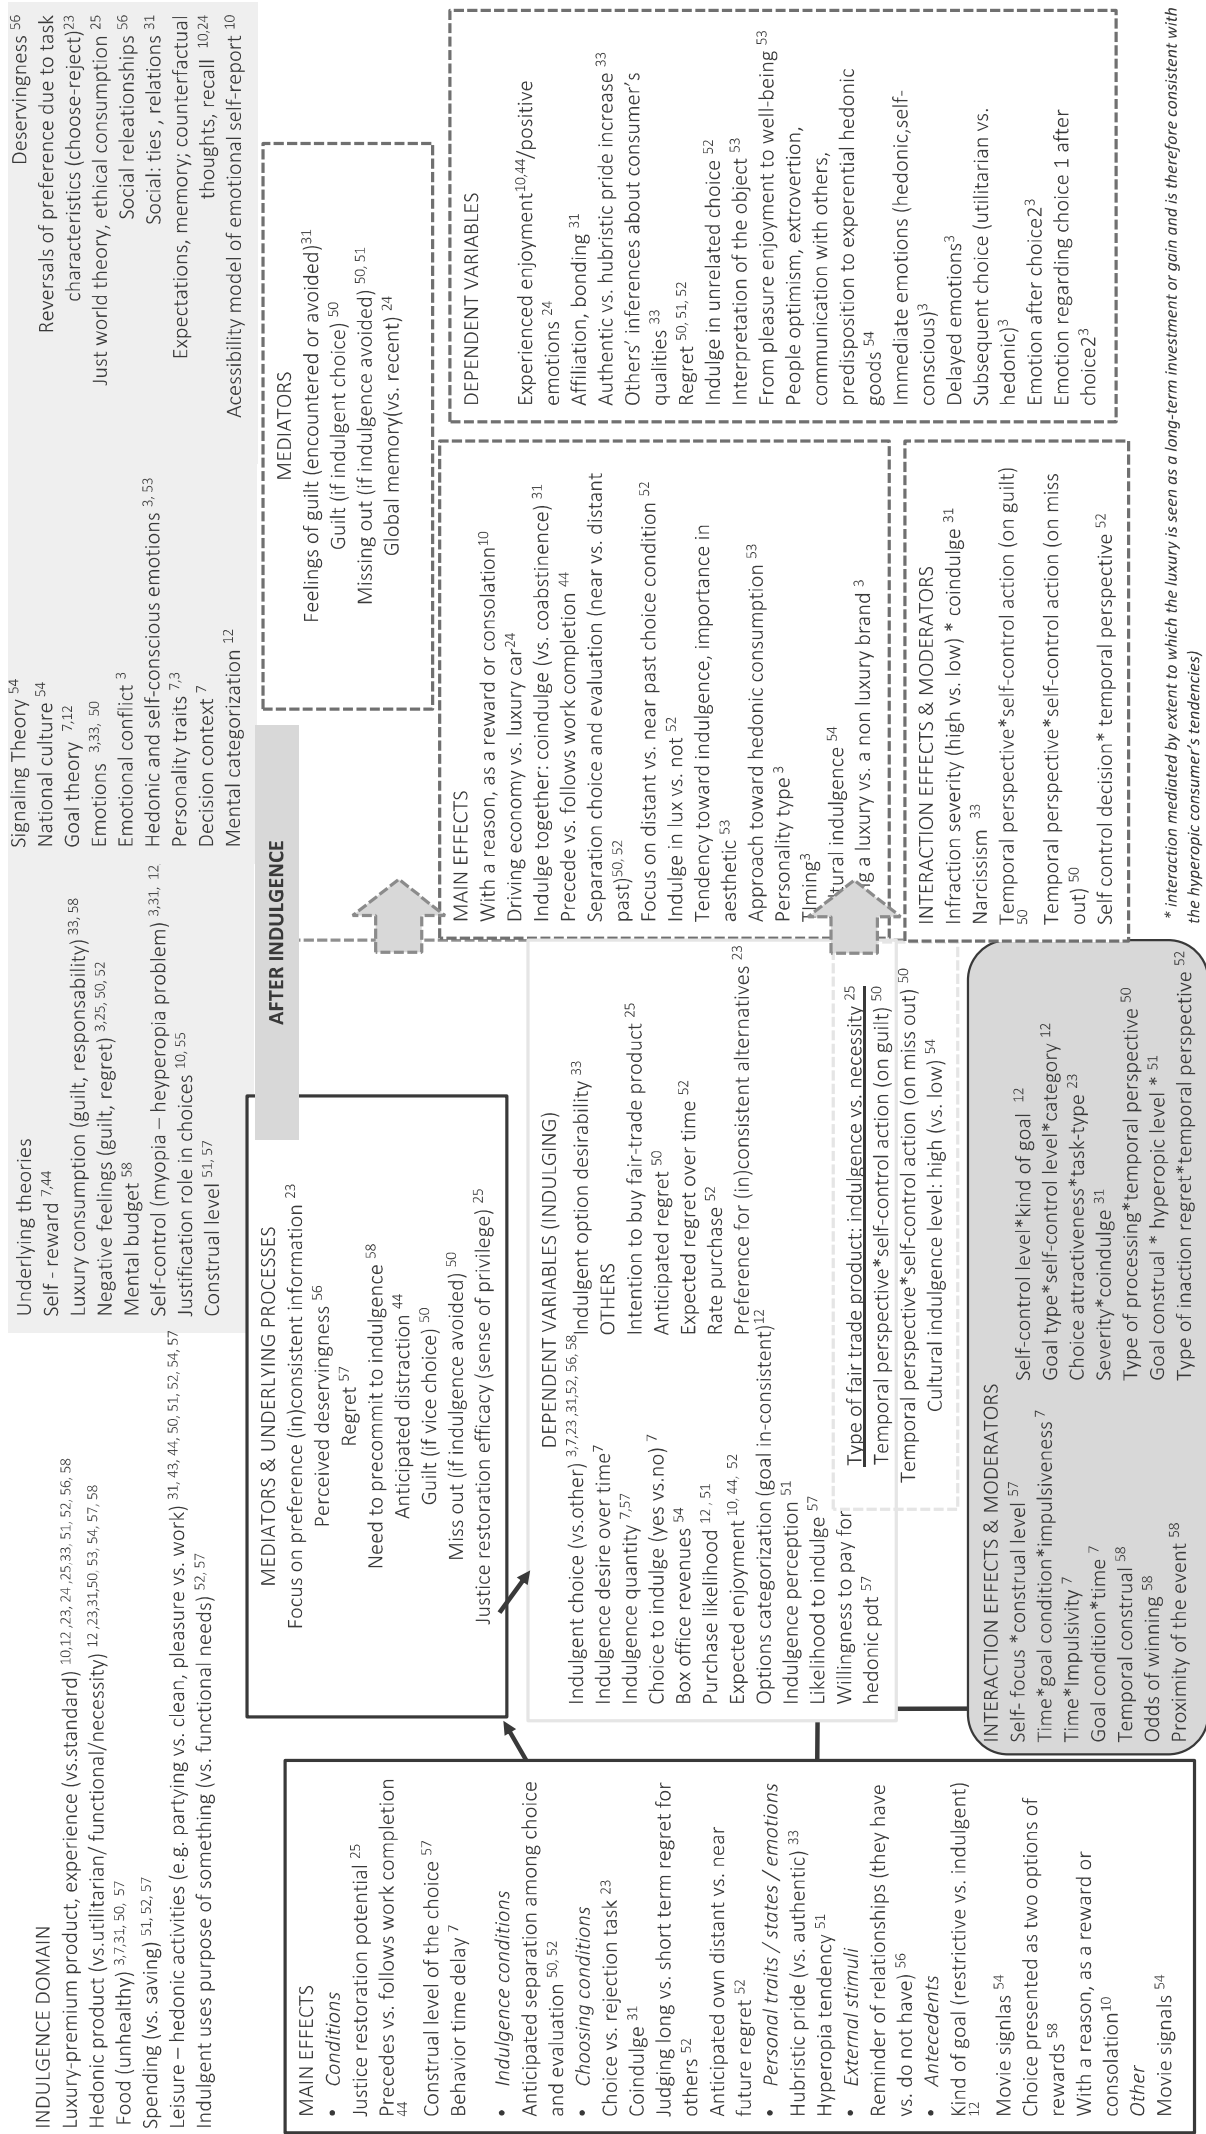 INDULGENCE DOMAIN
Luxury-premium product, experience (vs.standard) 10,12 ,23, 24 ,25,33, 51, 52, 56, 58
Hedonic product (vs.utilitarian/ functional/necessity) 12 ,23,31,50, 53, 54, 57, 58
Food (unhealthy) 3,7,31, 50, 57
Spending (vs. saving) 51, 52, 57
Leisure – hedonic activities (e.g. partying vs. clean, pleasure vs. work) 31, 43, 44, 50, 51, 52, 54, 57
Indulgent uses purpose of something (vs. functional needs) 52, 57
Underlying theories
Self - reward 7,44
Luxury consumption (guilt, responsability) 33, 58
Negative feelings (guilt, regret) 3,25, 50, 52
Mental budget 58
Self-control (myopia – heyperopia problem) 3,31, 12
Justification role in choices 10, 55
Construal level 51, 57
Signaling Theory 54
National culture 54
Goal theory 7,12
Emotions 3,33, 50
Emotional conflict 3
Hedonic and self-conscious emotions 3, 53
Personality traits 7,3
Decision context 7
Mental categorization 12
Deservingness 56
Reversals of preference due to task
characteristics (choose-reject)23
Just world theory, ethical consumption 25
Social releationships 56
Social: ties , relations 31
Expectations, memory; counterfactual
thoughts, recall 10,24
Acessibility model of emotional self-report 10
MAIN EFFECTS
• Conditions
Justice restoration potential 25
Precedes vs. follows work completion
44
Construal level of the choice 57
Behavior time delay 7
• Indulgence conditions
Anticipated separation among choice
and evaluation 50, 52
• Choosing conditions
Choice vs. rejection task 23
Coindulge 31
Judging long vs. short term regret for
others 52
Anticipated own distant vs. near
future regret 52
• Personal traits / states / emotions
Hubristic pride (vs. authentic) 33
Hyperopia tendency 51
• External stimuli
Reminder of relationships (they have
vs. do not have) 56
• Antecedents
Kind of goal (restrictive vs. indulgent)
12
Movie signlas 54
Choice presented as two options of
rewards 58
With a reason, as a reward or
consolation10
Other
Movie signals 54
MEDIATORS & UNDERLYING PROCESSES
Focus on preference (in)consistent information 23
Perceived deservingness 56
Regret 57
Need to precommit to indulgence 58
Anticipated distraction 44
Guilt (if vice choice) 50
Miss out (if indulgence avoided) 50
Justice restoration efficacy (sense of privilege) 25
DEPENDENT VARIABLES (INDULGING)
Indulgent choice (vs.other) 3,7,23 ,31,52, 56, 58
Indulgence desire over time7
Indulgence quantity 7,57
Choice to indulge (yes vs.no) 7
Box office revenues 54
Purchase likelihood 12 , 51
Expected enjoyment 10, 44, 52
Options categorization (goal in-consistent)12
Indulgence perception 51
Likelihood to indulge 57
Willingness to pay for
hedonic pdt 57
Indulgent option desirability 33
OTHERS
Intention to buy fair-trade product 25
Anticipated regret 50
Expected regret over time 52
Rate purchase 52
Preference for (in)consistent alternatives 23
Type of fair trade product: indulgence vs. necessity 25
Temporal perspective*self-control action (on guilt) 50
Temporal perspective*self-control action (on miss out) 50
Cultural indulgence level: high (vs. low) 54
INTERACTION EFFECTS & MODERATORS
Self- focus *construal level 57
Time*goal condition*impulsiveness 7
Time*Impulsivity 7
Goal condition*time 7
Temporal construal 58
Odds of winning 58
Proximity of the event 58
Self-control level*kind of goal 12
Goal type*self-control level*category 12
Choice attractiveness*task-type 23
Severity*coindulge 31
Type of processing*temporal perspective 50
Goal construal * hyperopic level * 51
Type of inaction regret*temporal perspective 52
AFTER INDULGENCE
MEDIATORS
Feelings of guilt (encountered or avoided)31
Guilt (if indulgent choice) 50
Missing out (if indulgence avoided) 50, 51
Global memory(vs. recent) 24
MAIN EFFECTS
With a reason, as a reward or consolation10
Driving economy vs. luxury car24
Indulge together: coindulge (vs. coabstinence) 31
Precede vs. follows work completion 44
Separation choice and evaluation (near vs. distant
past)50, 52
Focus on distant vs. near past choice condition 52
Indulge in lux vs. not 52
Tendency toward indulgence, importance in
aesthetic 53
Approach toward hedonic consumption 53
Personality type 3
TIming3
tural indulgence 54
g a luxury vs. a non luxury brand 3
INTERACTION EFFECTS & MODERATORS
Infraction severity (high vs. low) * coindulge 31
Narcissism 33
Temporal perspective*self-control action (on guilt)
50
Temporal perspective*self-control action (on miss
out) 50
Self control decision* temporal perspective 52
DEPENDENT VARIABLES
Experienced enjoyment10,44/positive
emotions 24
Affiliation, bonding 31
Authentic vs. hubristic pride increase 33
Others' inferences about consumer's
qualities 33
Regret 50, 51, 52
Indulge in unrelated choice 52
Interpretation of the object 53
From pleasure enjoyment to well-being 53
People optimism, extrovertion,
communication with others,
predisposition to experential hedonic
goods 54
Immediate emotions (hedonic,self-
conscious)3
Delayed emotions3
Subsequent choice (utilitarian vs.
hedonic)3
Emotion after choice23
Emotion regarding choice 1 after
choice23
* interaction mediated by extent to which the luxury is seen as a long-term investment or gain and is therefore consistent with
the hyperopic consumer's tendencies)